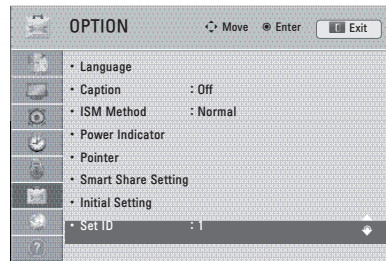 OPTION Move Enter Exit
• Language
• Caption : Off
• ISM Method : Normal
• Power Indicator
• Pointer
• Smart Share Setting
• Initial Setting
• Set ID : 1